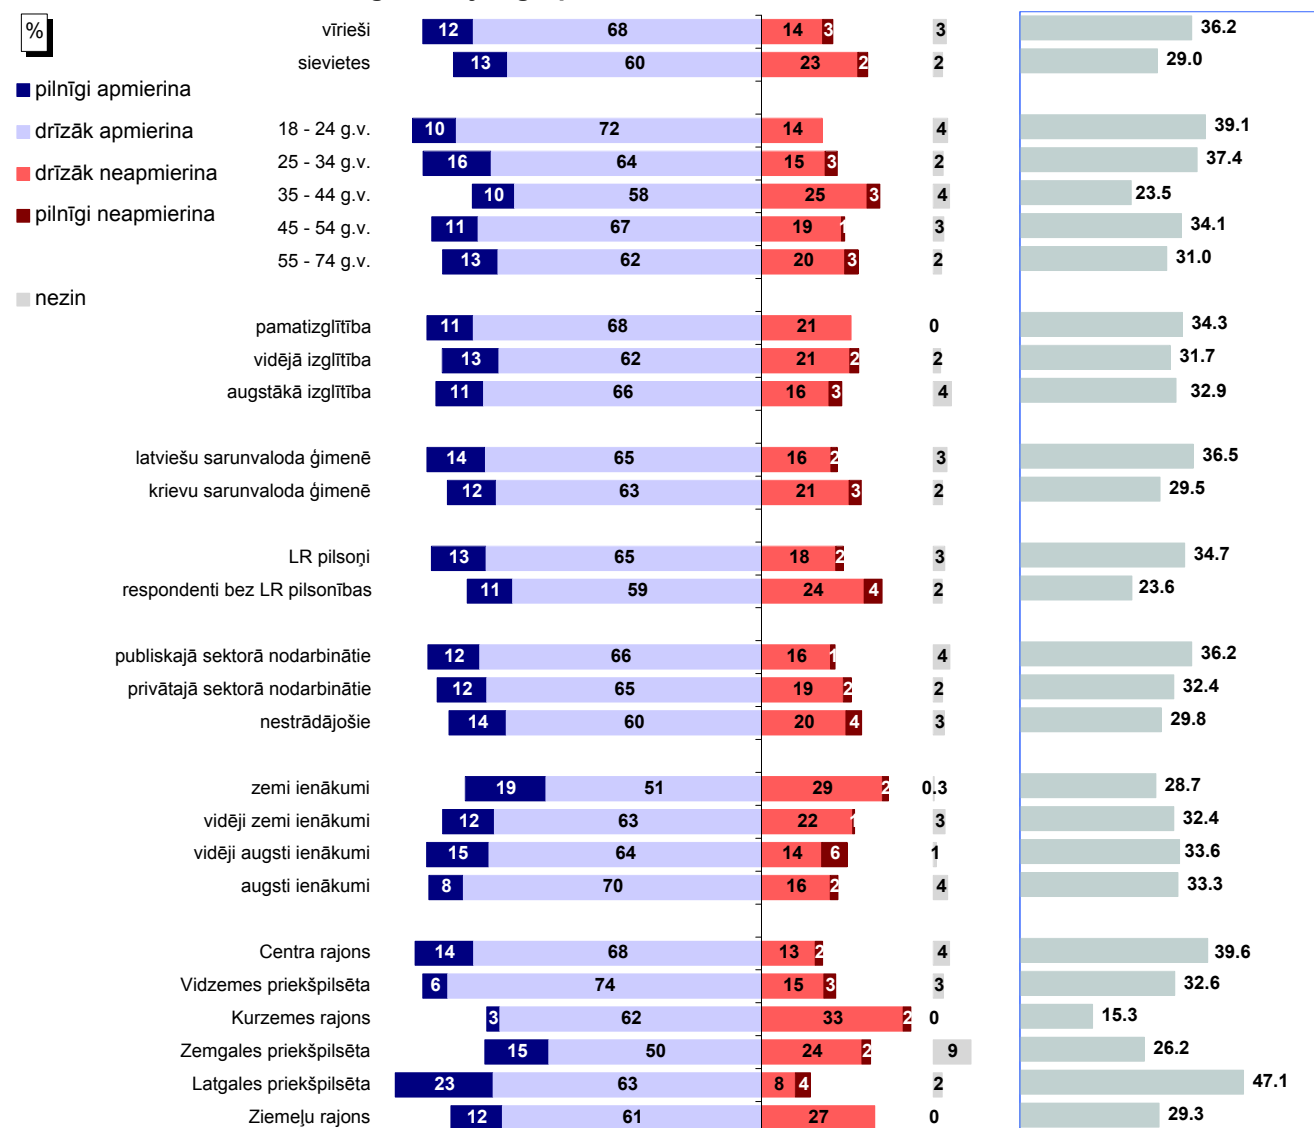 %
pilnīgi apmierina
drīzāk apmierina
drīzāk neapmierina
pilnīgi neapmierina
nezin
vīrieši 12 68 14 3 3 36.2
sievietes 13 60 23 2 2 29.0
18 - 24 g.v. 10 72 14 4 39.1
25 - 34 g.v. 16 64 15 3 2 37.4
35 - 44 g.v. 10 58 25 3 4 23.5
45 - 54 g.v. 11 67 19 1 3 34.1
55 - 74 g.v. 13 62 20 3 2 31.0
pamatizglītība 11 68 21 0 34.3
vidējā izglītība 13 62 21 2 2 31.7
augstākā izglītība 11 66 16 3 4 32.9
latviešu sarunvaloda ģimenē 14 65 16 2 3 36.5
krievu sarunvaloda ģimenē 12 63 21 3 2 29.5
LR pilsoņi 13 65 18 2 3 34.7
respondenti bez LR pilsonības 11 59 24 4 2 23.6
publiskajā sektorā nodarbinātie 12 66 16 1 4 36.2
privātajā sektorā nodarbinātie 12 65 19 2 2 32.4
nestrādājošie 14 60 20 4 3 29.8
zemi ienākumi 19 51 29 2 0.3 28.7
vidēji zemi ienākumi 12 63 22 1 3 32.4
vidēji augsti ienākumi 15 64 14 6 1 33.6
augsti ienākumi 8 70 16 2 4 33.3
Centra rajons 14 68 13 2 4 39.6
Vidzemes priekšpilsēta 6 74 15 3 3 32.6
Kurzemes rajons 3 62 33 2 0 15.3
Zemgales priekšpilsēta 15 50 24 2 9 26.2
Latgales priekšpilsēta 23 63 8 4 2 47.1
Ziemeļu rajons 12 61 27 0 29.3